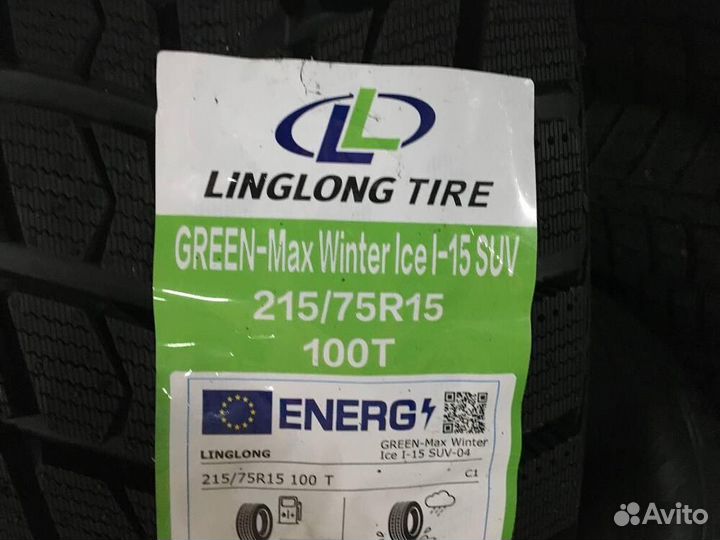 LL
LINGLONG TIRE
GREEN-Max Winter Ice I-15 SUV
215/75R15
100T
ENERG
LINGLONG
GREEN-Max Winter
Ice I-15 SUV-04
215/75R15 100 T
C1
Avito